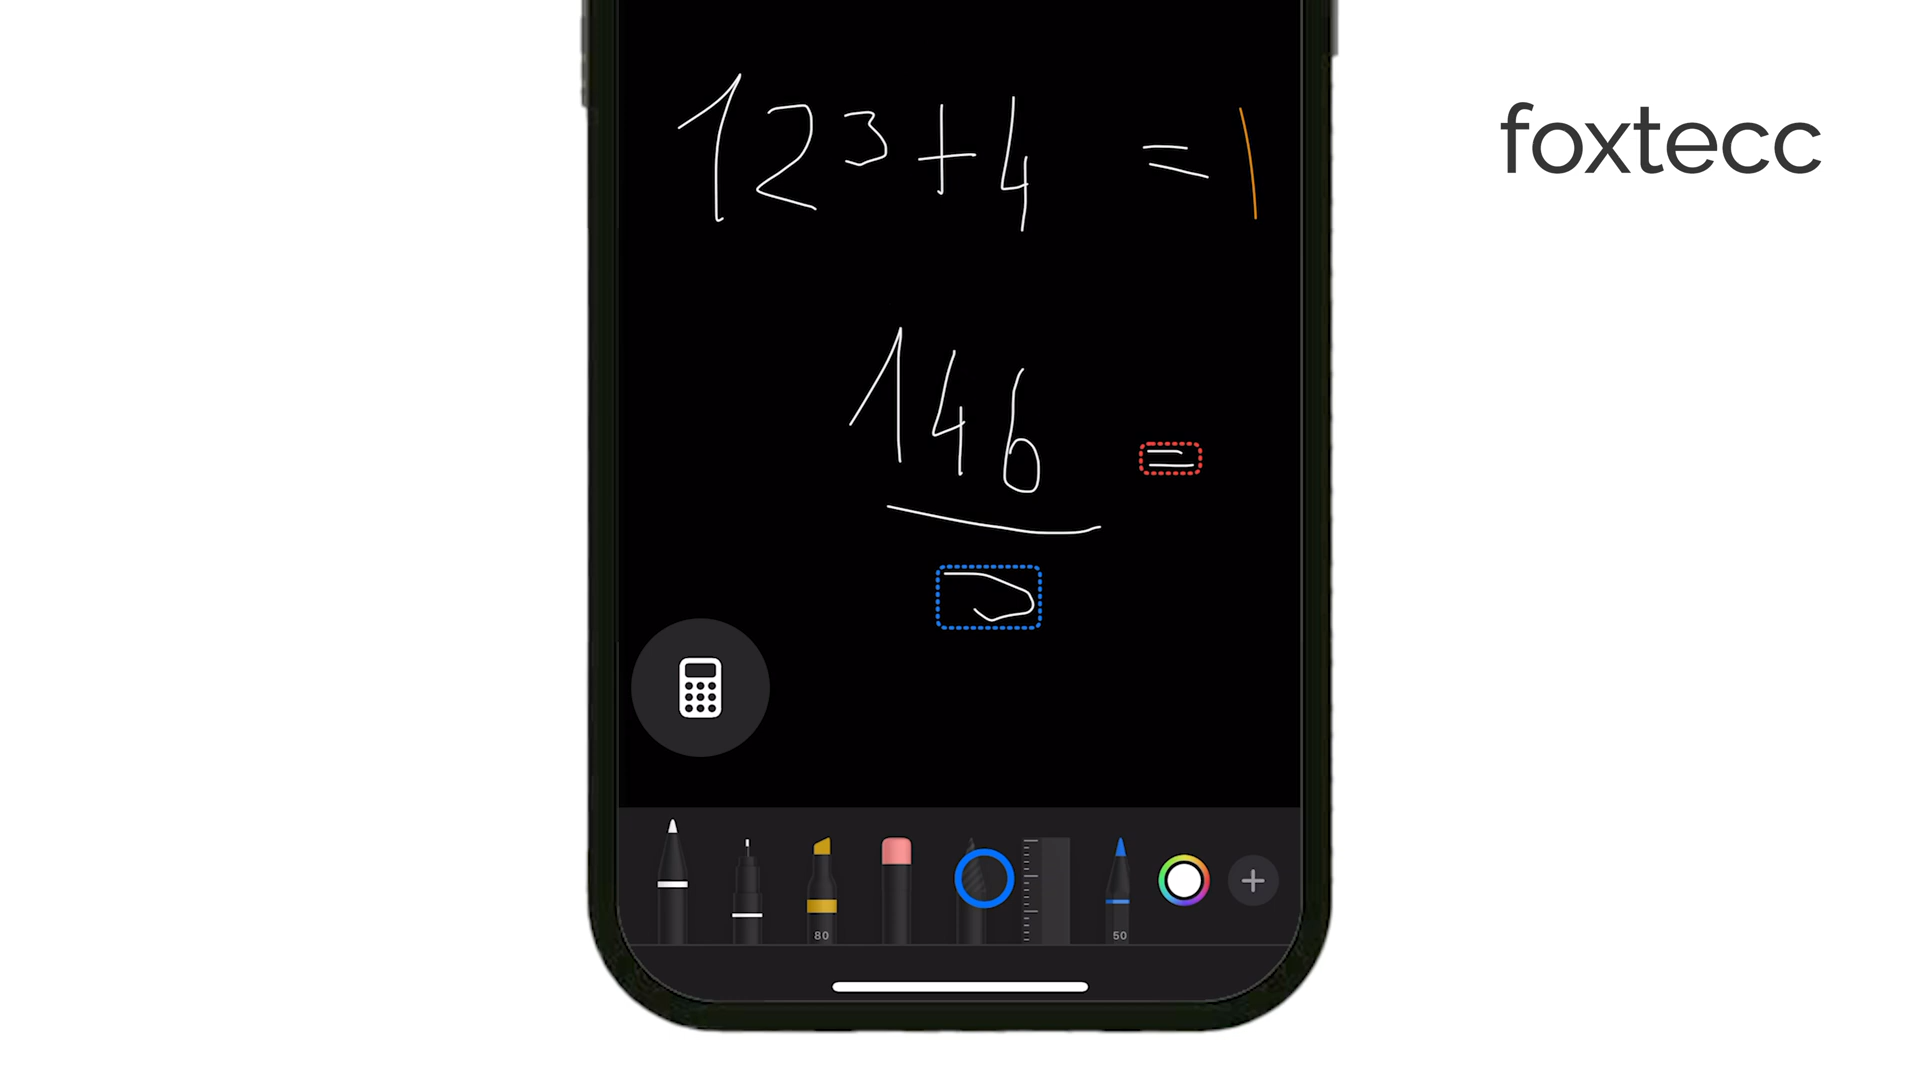 foxtecc
123+4 = 1
146 =
80 50